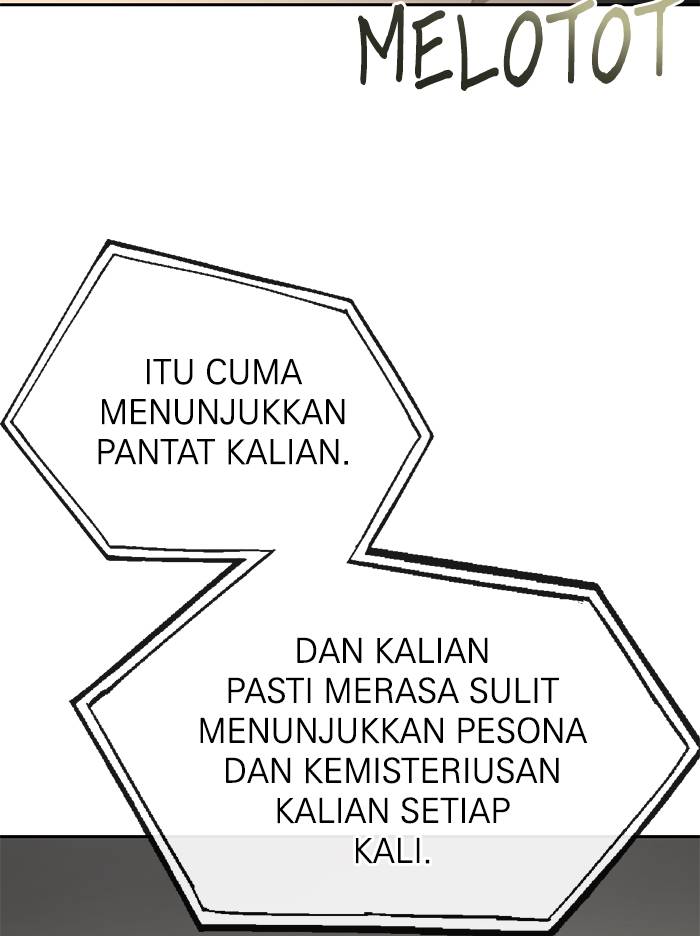 MELOTOT
ITU CUMA
MENUNJUKKAN
PANTAT KALIAN.
DAN KALIAN
PASTI MERASA SULIT
MENUNJUKKAN PESONA
DAN KEMISTERIUSAN
KALIAN SETIAP
KALI.